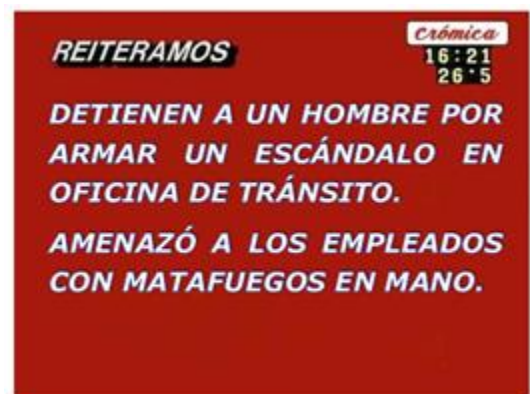 REITERAMOS
Crómica
16:21
26°5
DETIENEN A UN HOMBRE POR
ARMAR UN ESCÁNDALO EN
OFICINA DE TRÁNSITO.
AMENAZÓ A LOS EMPLEADOS
CON MATAFUEGOS EN MANO.